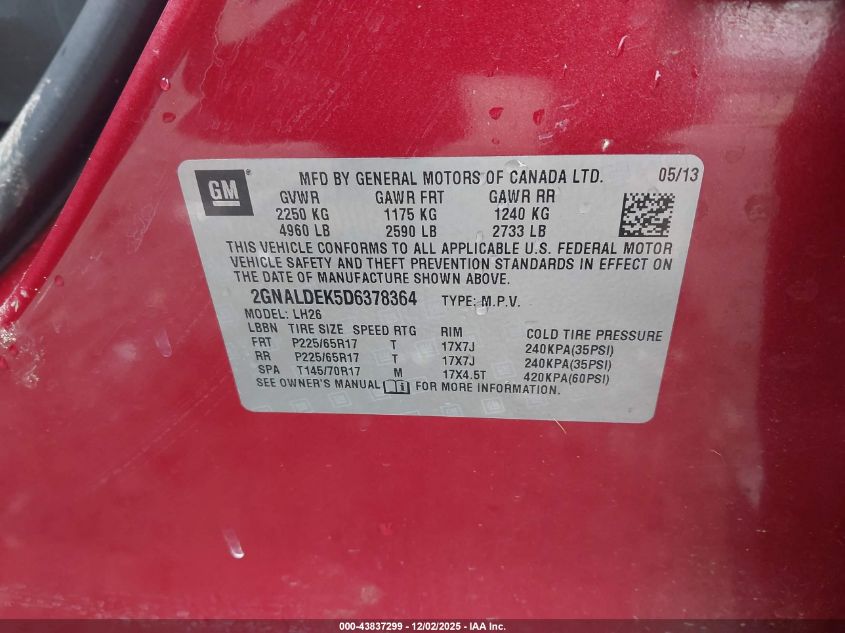 GM ® MFD BY GENERAL MOTORS OF CANADA LTD. 05/13
GVWR GAWR FRT GAWR RR
2250 KG 1175 KG 1240 KG
4960 LB 2590 LB 2733 LB
THIS VEHICLE CONFORMS TO ALL APPLICABLE U.S. FEDERAL MOTOR
VEHICLE SAFETY AND THEFT PREVENTION STANDARDS IN EFFECT ON
THE DATE OF MANUFACTURE SHOWN ABOVE.
2GNALDEK5D6378364 TYPE: M.P.V.
MODEL: LH26
LBBN TIRE SIZE SPEED RTG RIM COLD TIRE PRESSURE
FRT P225/65R17 T 17X7J 240KPA(35PSI)
RR P225/65R17 T 17X7J 240KPA(35PSI)
SPA T145/70R17 M 17X4.5T 420KPA(60PSI)
SEE OWNER'S MANUAL FOR MORE INFORMATION.
000-43837299 - 12/02/2025 - IAA Inc.